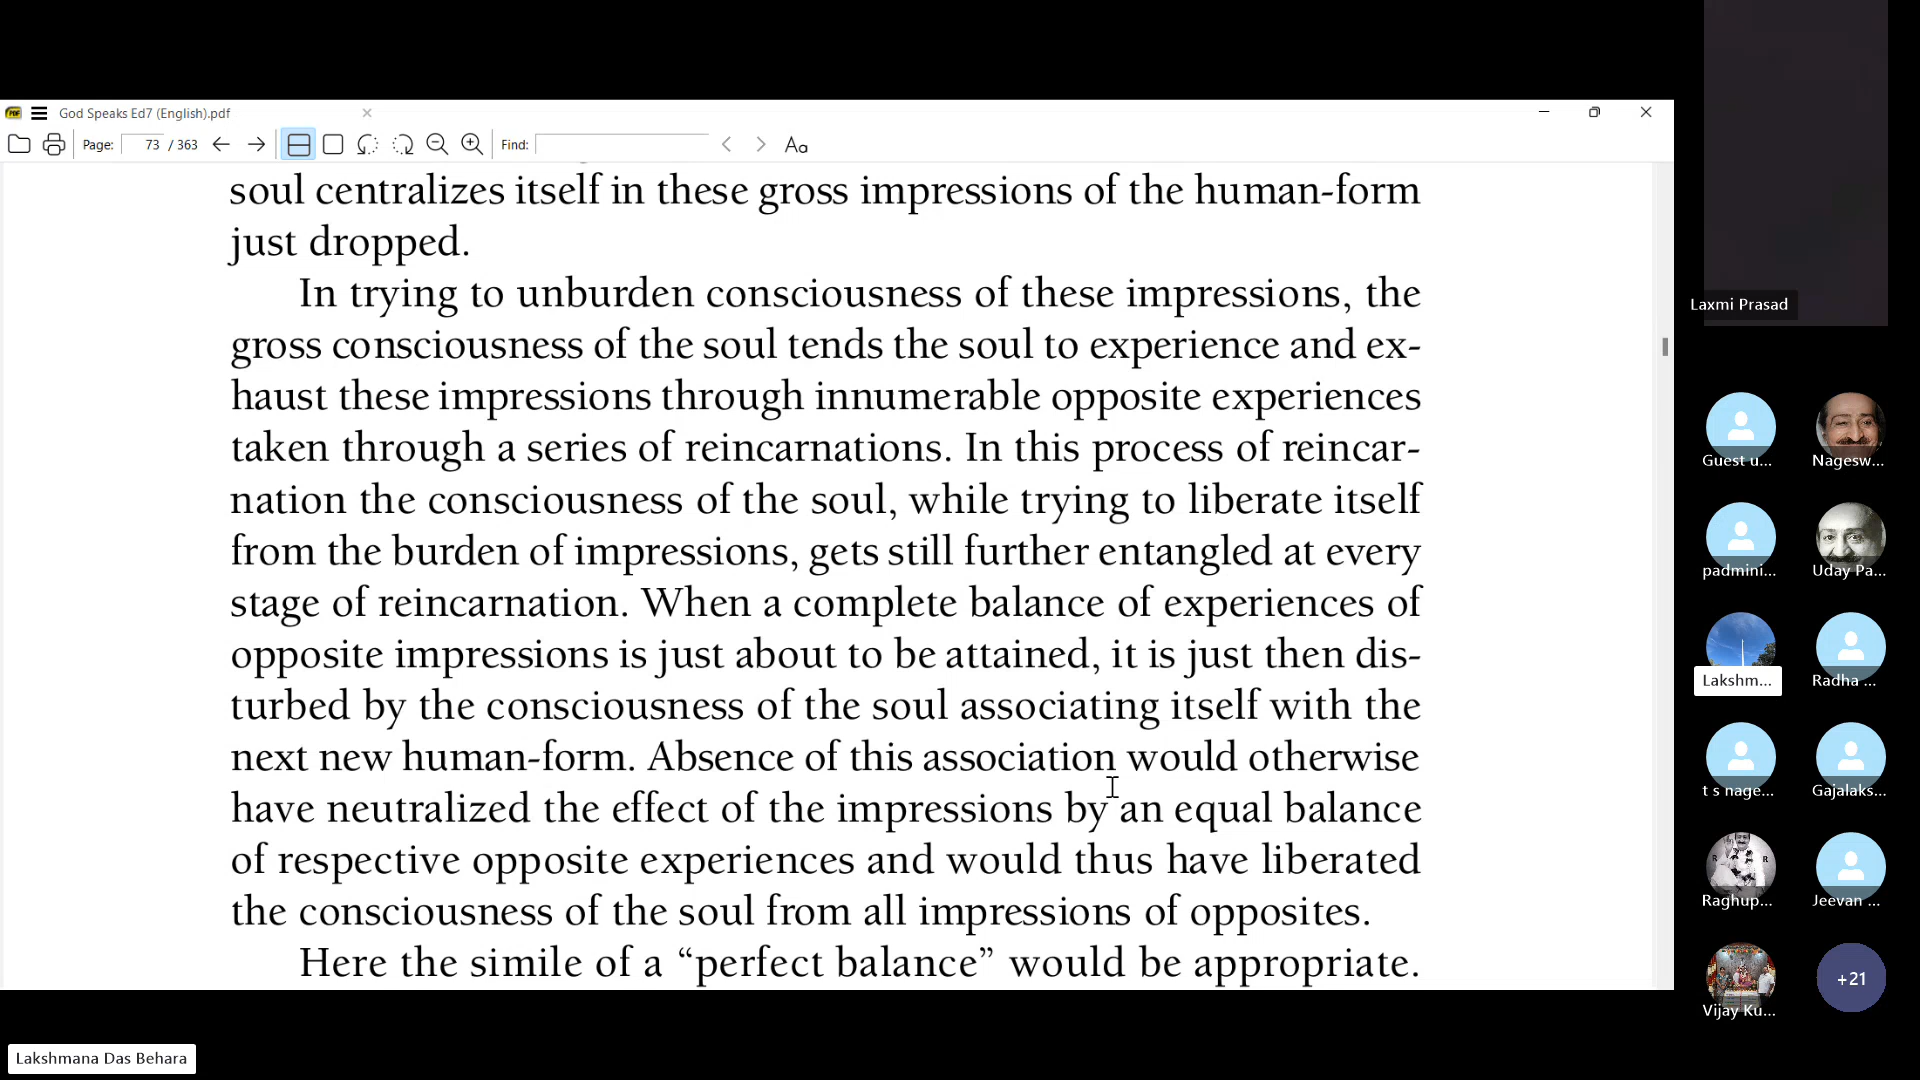 God Speaks Ed7 (English).pdf
Page: 73 / 363 Find: Aa
soul centralizes itself in these gross impressions of the human-form
just dropped.
In trying to unburden consciousness of these impressions, the
gross consciousness of the soul tends the soul to experience and ex-
haust these impressions through innumerable opposite experiences
taken through a series of reincarnations. In this process of reincar-
nation the consciousness of the soul, while trying to liberate itself
from the burden of impressions, gets still further entangled at every
stage of reincarnation. When a complete balance of experiences of
opposite impressions is just about to be attained, it is just then dis-
turbed by the consciousness of the soul associating itself with the
next new human-form. Absence of this association would otherwise
have neutralized the effect of the impressions by an equal balance
of respective opposite experiences and would thus have liberated
the consciousness of the soul from all impressions of opposites.
Here the simile of a “perfect balance” would be appropriate.
Laxmi Prasad
Guest u... Nagesw...
padmini... Uday Pa...
Lakshm... Radha ...
t s nage... Gajalaks...
Raghup... Jeevan ...
Vijay Ku... +21
Lakshmana Das Behara